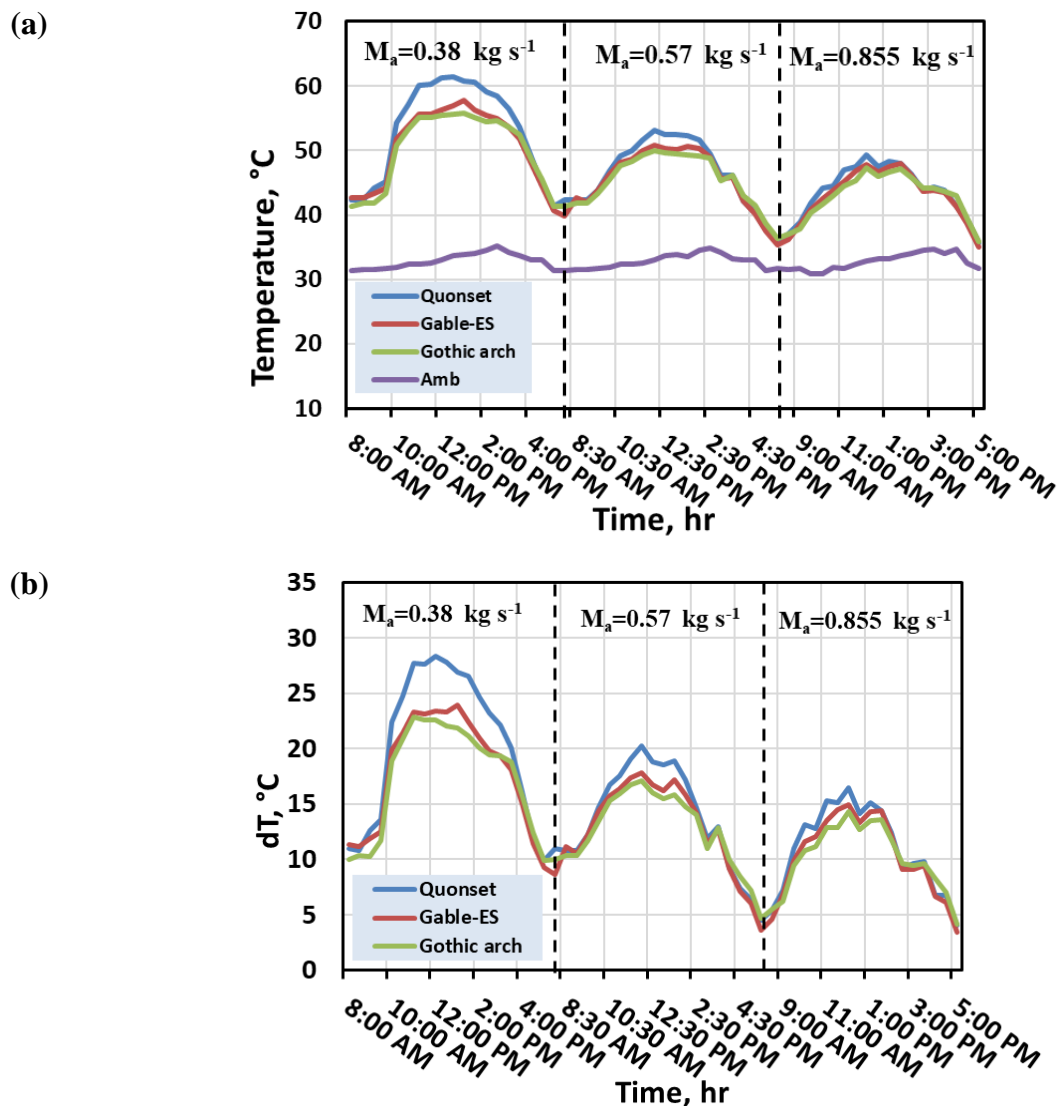 (a)
70
60
50
40
30
20
10
Temperature, °C
Mₐ=0.38 kg s⁻¹
Mₐ=0.57 kg s⁻¹
Mₐ=0.855 kg s⁻¹
Quonset
Gable-ES
Gothic arch
Amb
8:00 AM
10:00 AM
12:00 PM
2:00 PM
4:00 PM
8:30 AM
10:30 AM
12:30 PM
2:30 PM
4:30 PM
9:00 AM
11:00 AM
1:00 PM
3:00 PM
5:00 PM
Time, hr
(b)
35
30
25
20
15
10
5
0
dT, °C
Mₐ=0.38 kg s⁻¹
Mₐ=0.57 kg s⁻¹
Mₐ=0.855 kg s⁻¹
Quonset
Gable-ES
Gothic arch
8:00 AM
10:00 AM
12:00 PM
2:00 PM
4:00 PM
8:30 AM
10:30 AM
12:30 PM
2:30 PM
4:30 PM
9:00 AM
11:00 AM
1:00 PM
3:00 PM
5:00 PM
Time, hr